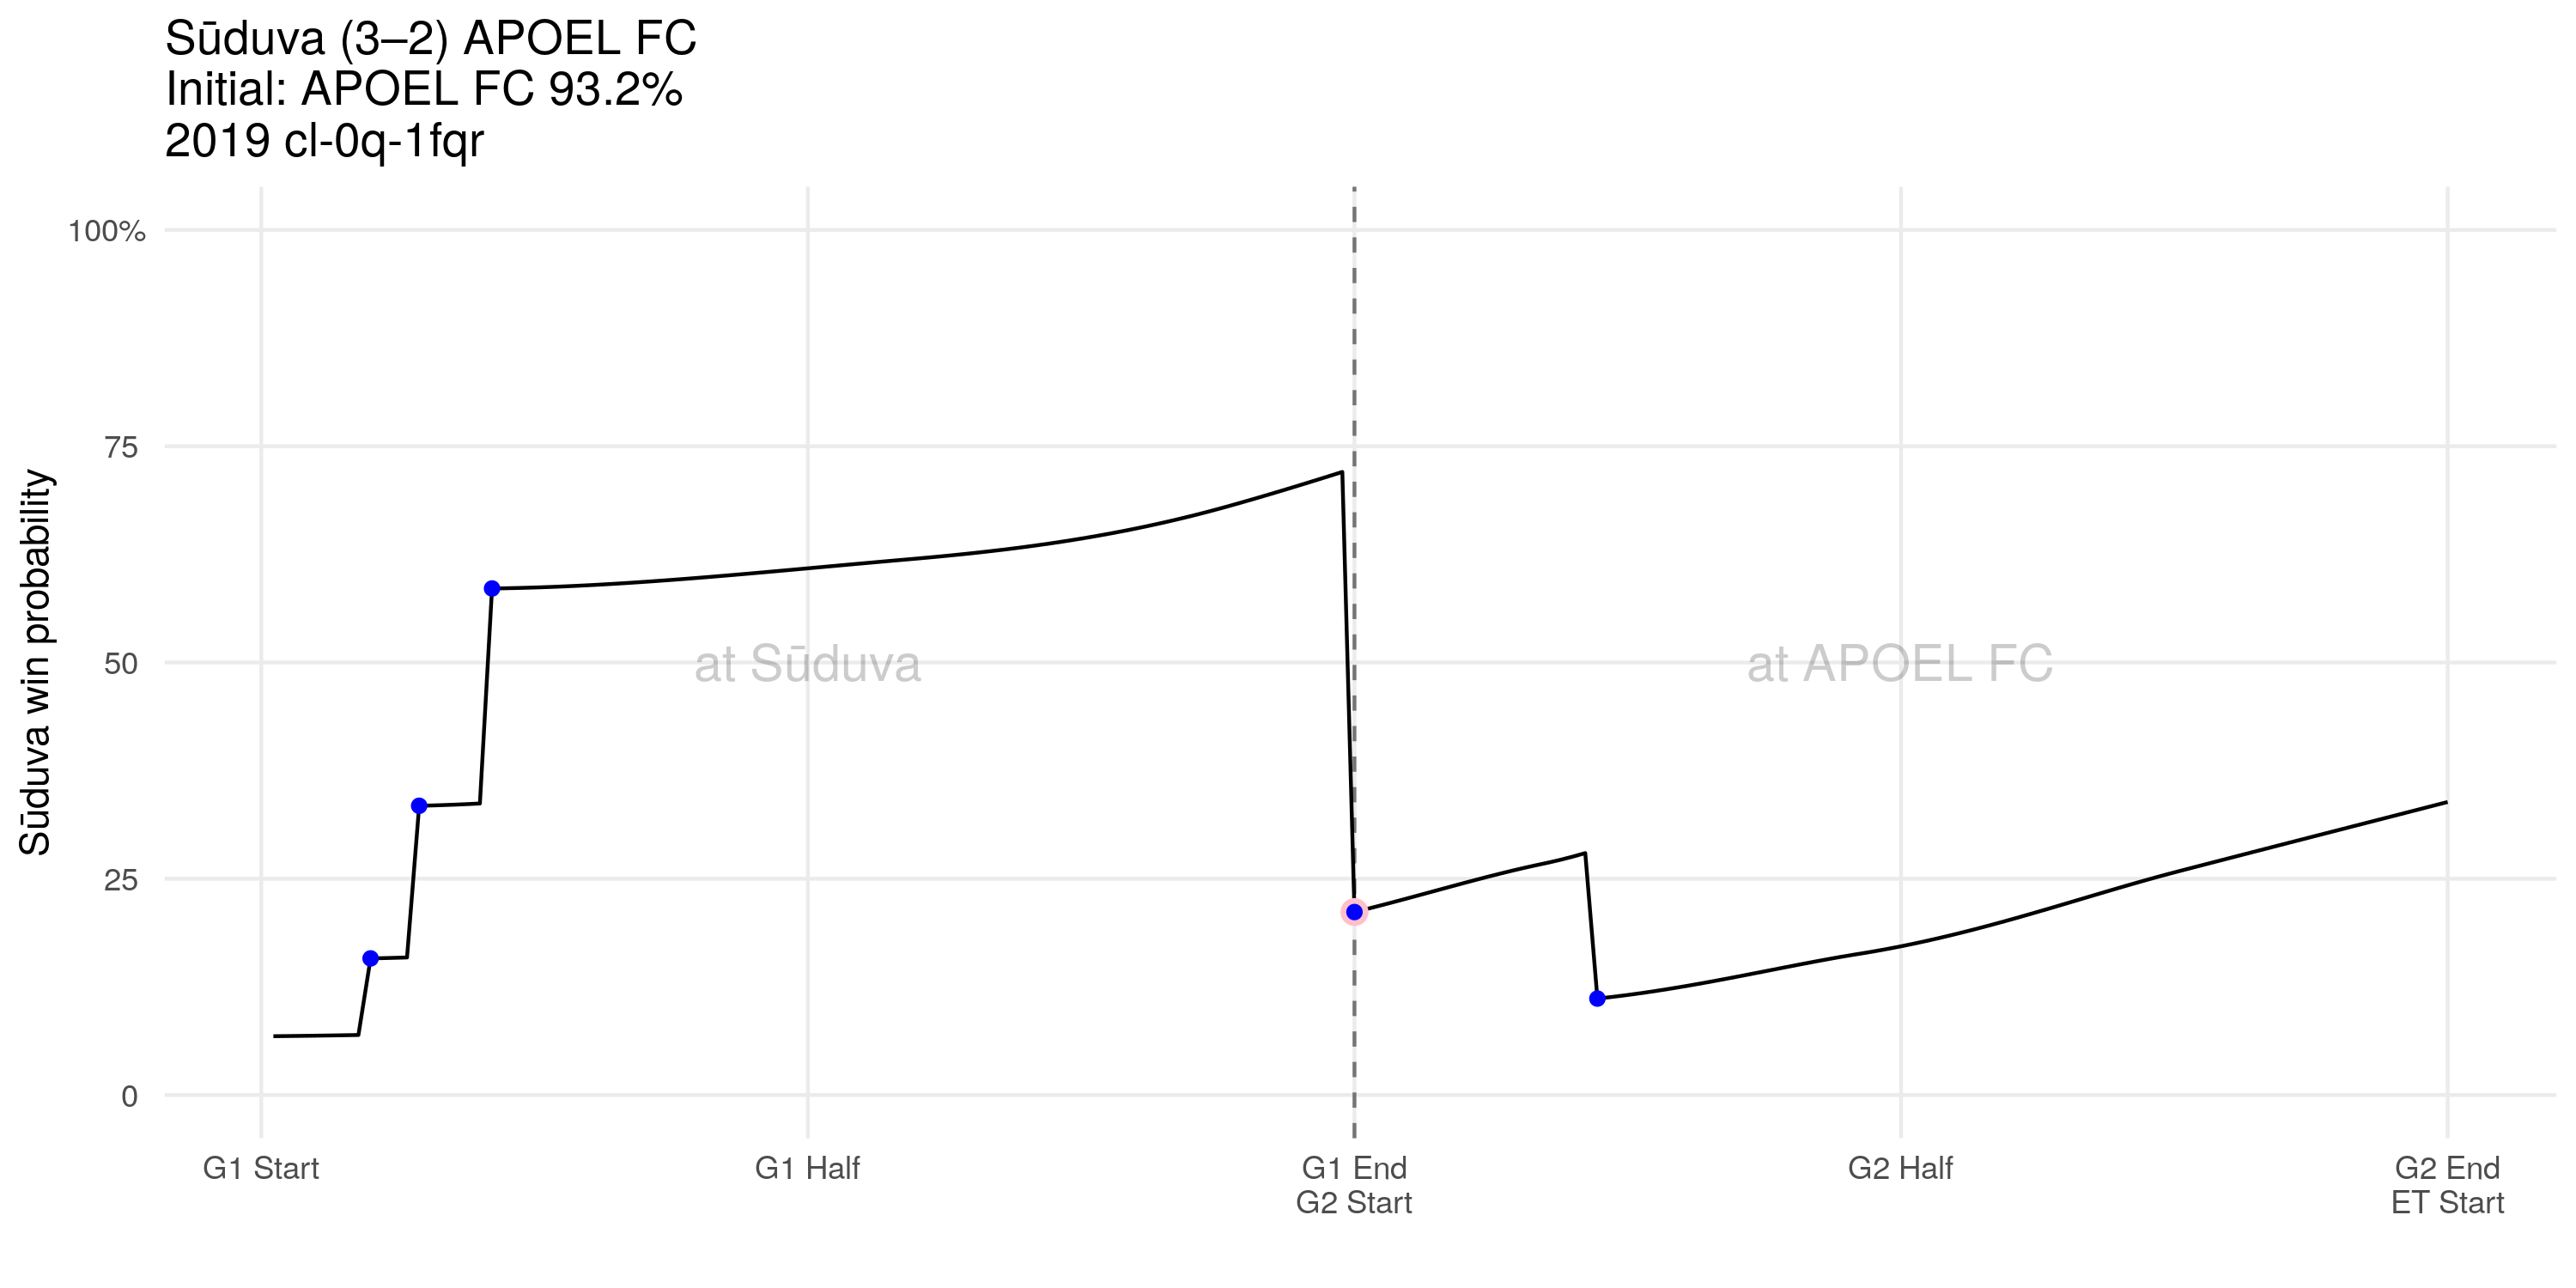 Sūduva (3–2) APOEL FC
Initial: APOEL FC 93.2%
2019 cl-0q-1fqr
Sūduva win probability
100%
75
50
25
0
at Sūduva
at APOEL FC
G1 Start
G1 Half
G1 End
G2 Start
G2 Half
G2 End
ET Start